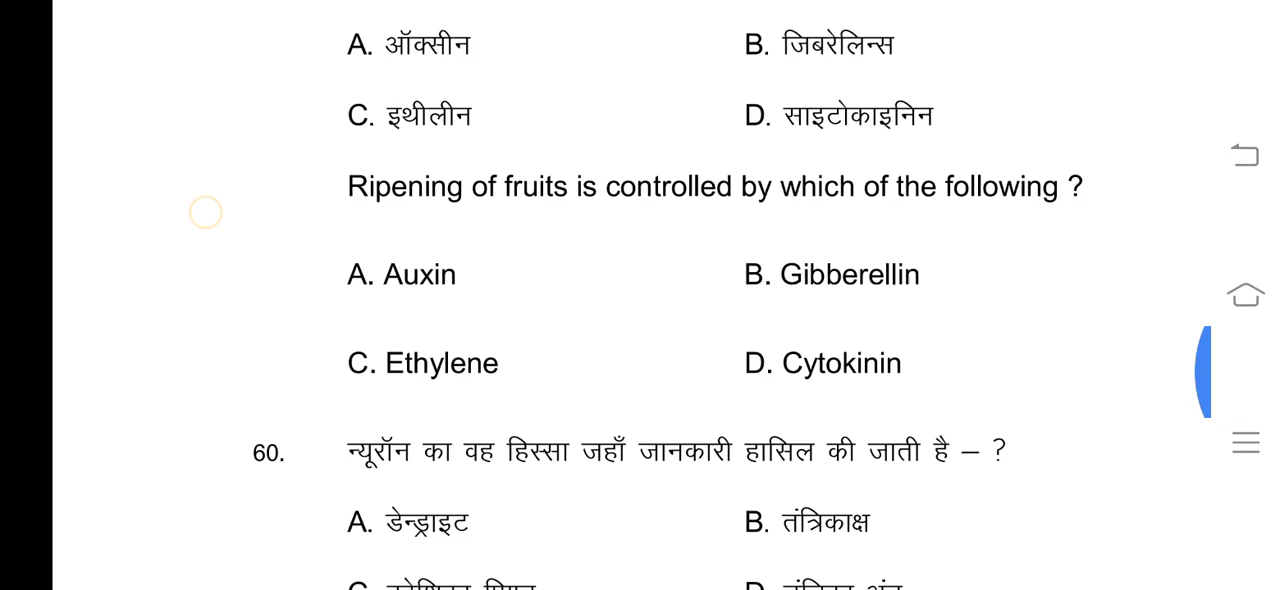 A. ऑक्सीन B. जिबरेलिन्स
C. इथीलीन D. साइटोकाइनिन
Ripening of fruits is controlled by which of the following ?
A. Auxin B. Gibberellin
C. Ethylene D. Cytokinin
60. न्यूरॉन का वह हिस्सा जहाँ जानकारी हासिल की जाती है – ?
A. डेन्ड्राइट B. तंत्रिकाक्ष